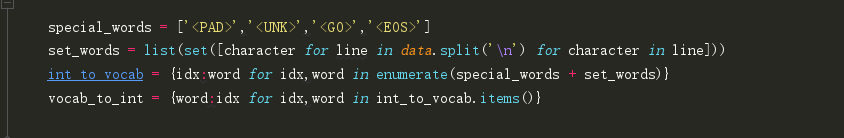 special_words = ['<PAD>','<UNK>','<GO>','<EOS>']
set_words = list(set([character for line in data.split('\n') for character in line]))
int_to_vocab = {idx:word for idx,word in enumerate(special_words + set_words)}
vocab_to_int = {word:idx for idx,word in int_to_vocab.items()}